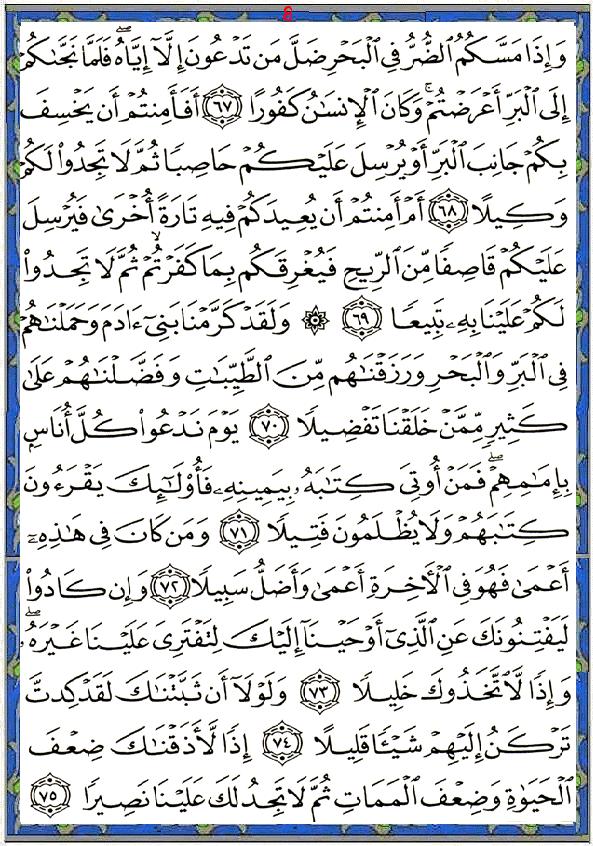 وَإِذَا مَسَّكُمُ ٱلضُّرُّ فِى ٱلْبَحْرِ ضَلَّ مَن تَدْعُونَ إِلَّآ إِيَّاهُ ۖ فَلَمَّا نَجَّىٰكُمْ
إِلَى ٱلْبَرِّ أَعْرَضْتُمْ ۚ وَكَانَ ٱلْإِنسَٰنُ كَفُورًا ٦٧ أَفَأَمِنتُمْ أَن يَخْسِفَ
بِكُمْ جَانِبَ ٱلْبَرِّ أَوْ يُرْسِلَ عَلَيْكُمْ حَاصِبًا ثُمَّ لَا تَجِدُوا۟ لَكُمْ
وَكِيلًا ٦٨ أَمْ أَمِنتُمْ أَن يُعِيدَكُمْ فِيهِ تَارَةً أُخْرَىٰ فَيُرْسِلَ
عَلَيْكُمْ قَاصِفًا مِّنَ ٱلرِّيحِ فَيُغْرِقَكُم بِمَا كَفَرْتُمْ ۙ ثُمَّ لَا تَجِدُوا۟
لَكُمْ عَلَيْنَا بِهِۦ تَبِيعًا ٦٩ ۞ وَلَقَدْ كَرَّمْنَا بَنِىٓ ءَادَمَ وَحَمَلْنَٰهُمْ
فِى ٱلْبَرِّ وَٱلْبَحْرِ وَرَزَقْنَٰهُم مِّنَ ٱلطَّيِّبَٰتِ وَفَضَّلْنَٰهُمْ عَلَىٰ
كَثِيرٍ مِّمَّنْ خَلَقْنَا تَفْضِيلًا ٧٠ يَوْمَ نَدْعُوا۟ كُلَّ أُنَاسٍۭ
بِإِمَٰمِهِمْ ۖ فَمَنْ أُوتِىَ كِتَٰبَهُۥ بِيَمِينِهِۦ فَأُو۟لَٰٓئِكَ يَقْرَءُونَ
كِتَٰبَهُمْ وَلَا يُظْلَمُونَ فَتِيلًا ٧١ وَمَن كَانَ فِى هَٰذِهِۦٓ
أَعْمَىٰ فَهُوَ فِى ٱلْأَخِرَةِ أَعْمَىٰ وَأَضَلُّ سَبِيلًا ٧٢ وَإِن كَادُوا۟
لَيَفْتِنُونَكَ عَنِ ٱلَّذِىٓ أَوْحَيْنَآ إِلَيْكَ لِتَفْتَرِىَ عَلَيْنَا غَيْرَهُۥ ۖ
وَإِذًا لَّٱتَّخَذُوكَ خَلِيلًا ٧٣ وَلَوْلَآ أَن ثَبَّتْنَٰكَ لَقَدْ كِدتَّ
تَرْكَنُ إِلَيْهِمْ شَيْـًٔا قَلِيلًا ٧٤ إِذًا لَّأَذَقْنَٰكَ ضِعْفَ
ٱلْحَيَوٰةِ وَضِعْفَ ٱلْمَمَاتِ ثُمَّ لَا تَجِدُ لَكَ عَلَيْنَا نَصِيرًا ٧٥